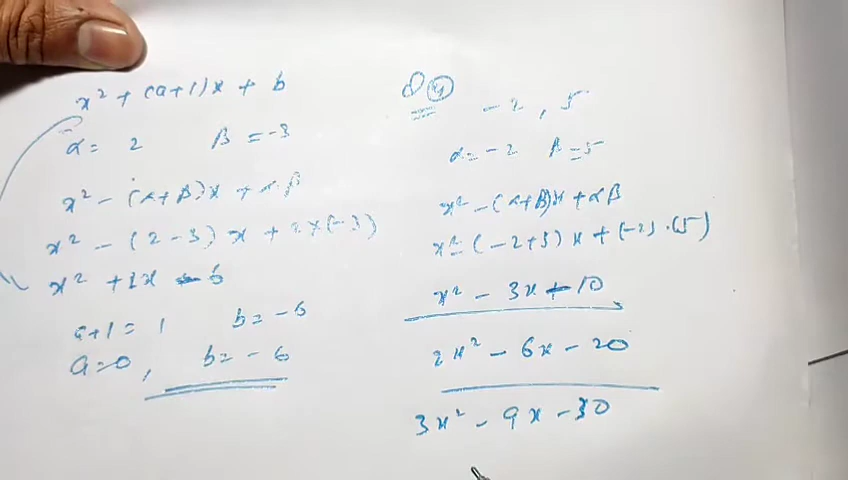 x² + (a+1)x + b
α = 2 β = -3
x² - (α+β)x + α.β
x² - (2-3)x + 2×(-3)
x² + 1x - 6
a+1 = 1 b = -6
a=0, b = -6
Q④
-2, 5
α = -2 β = 5
x² - (α+β)x + αβ
x² - (-2+5)x + (-2).(5)
x² - 3x - 10
2x² - 6x - 20
3x² - 9x - 30